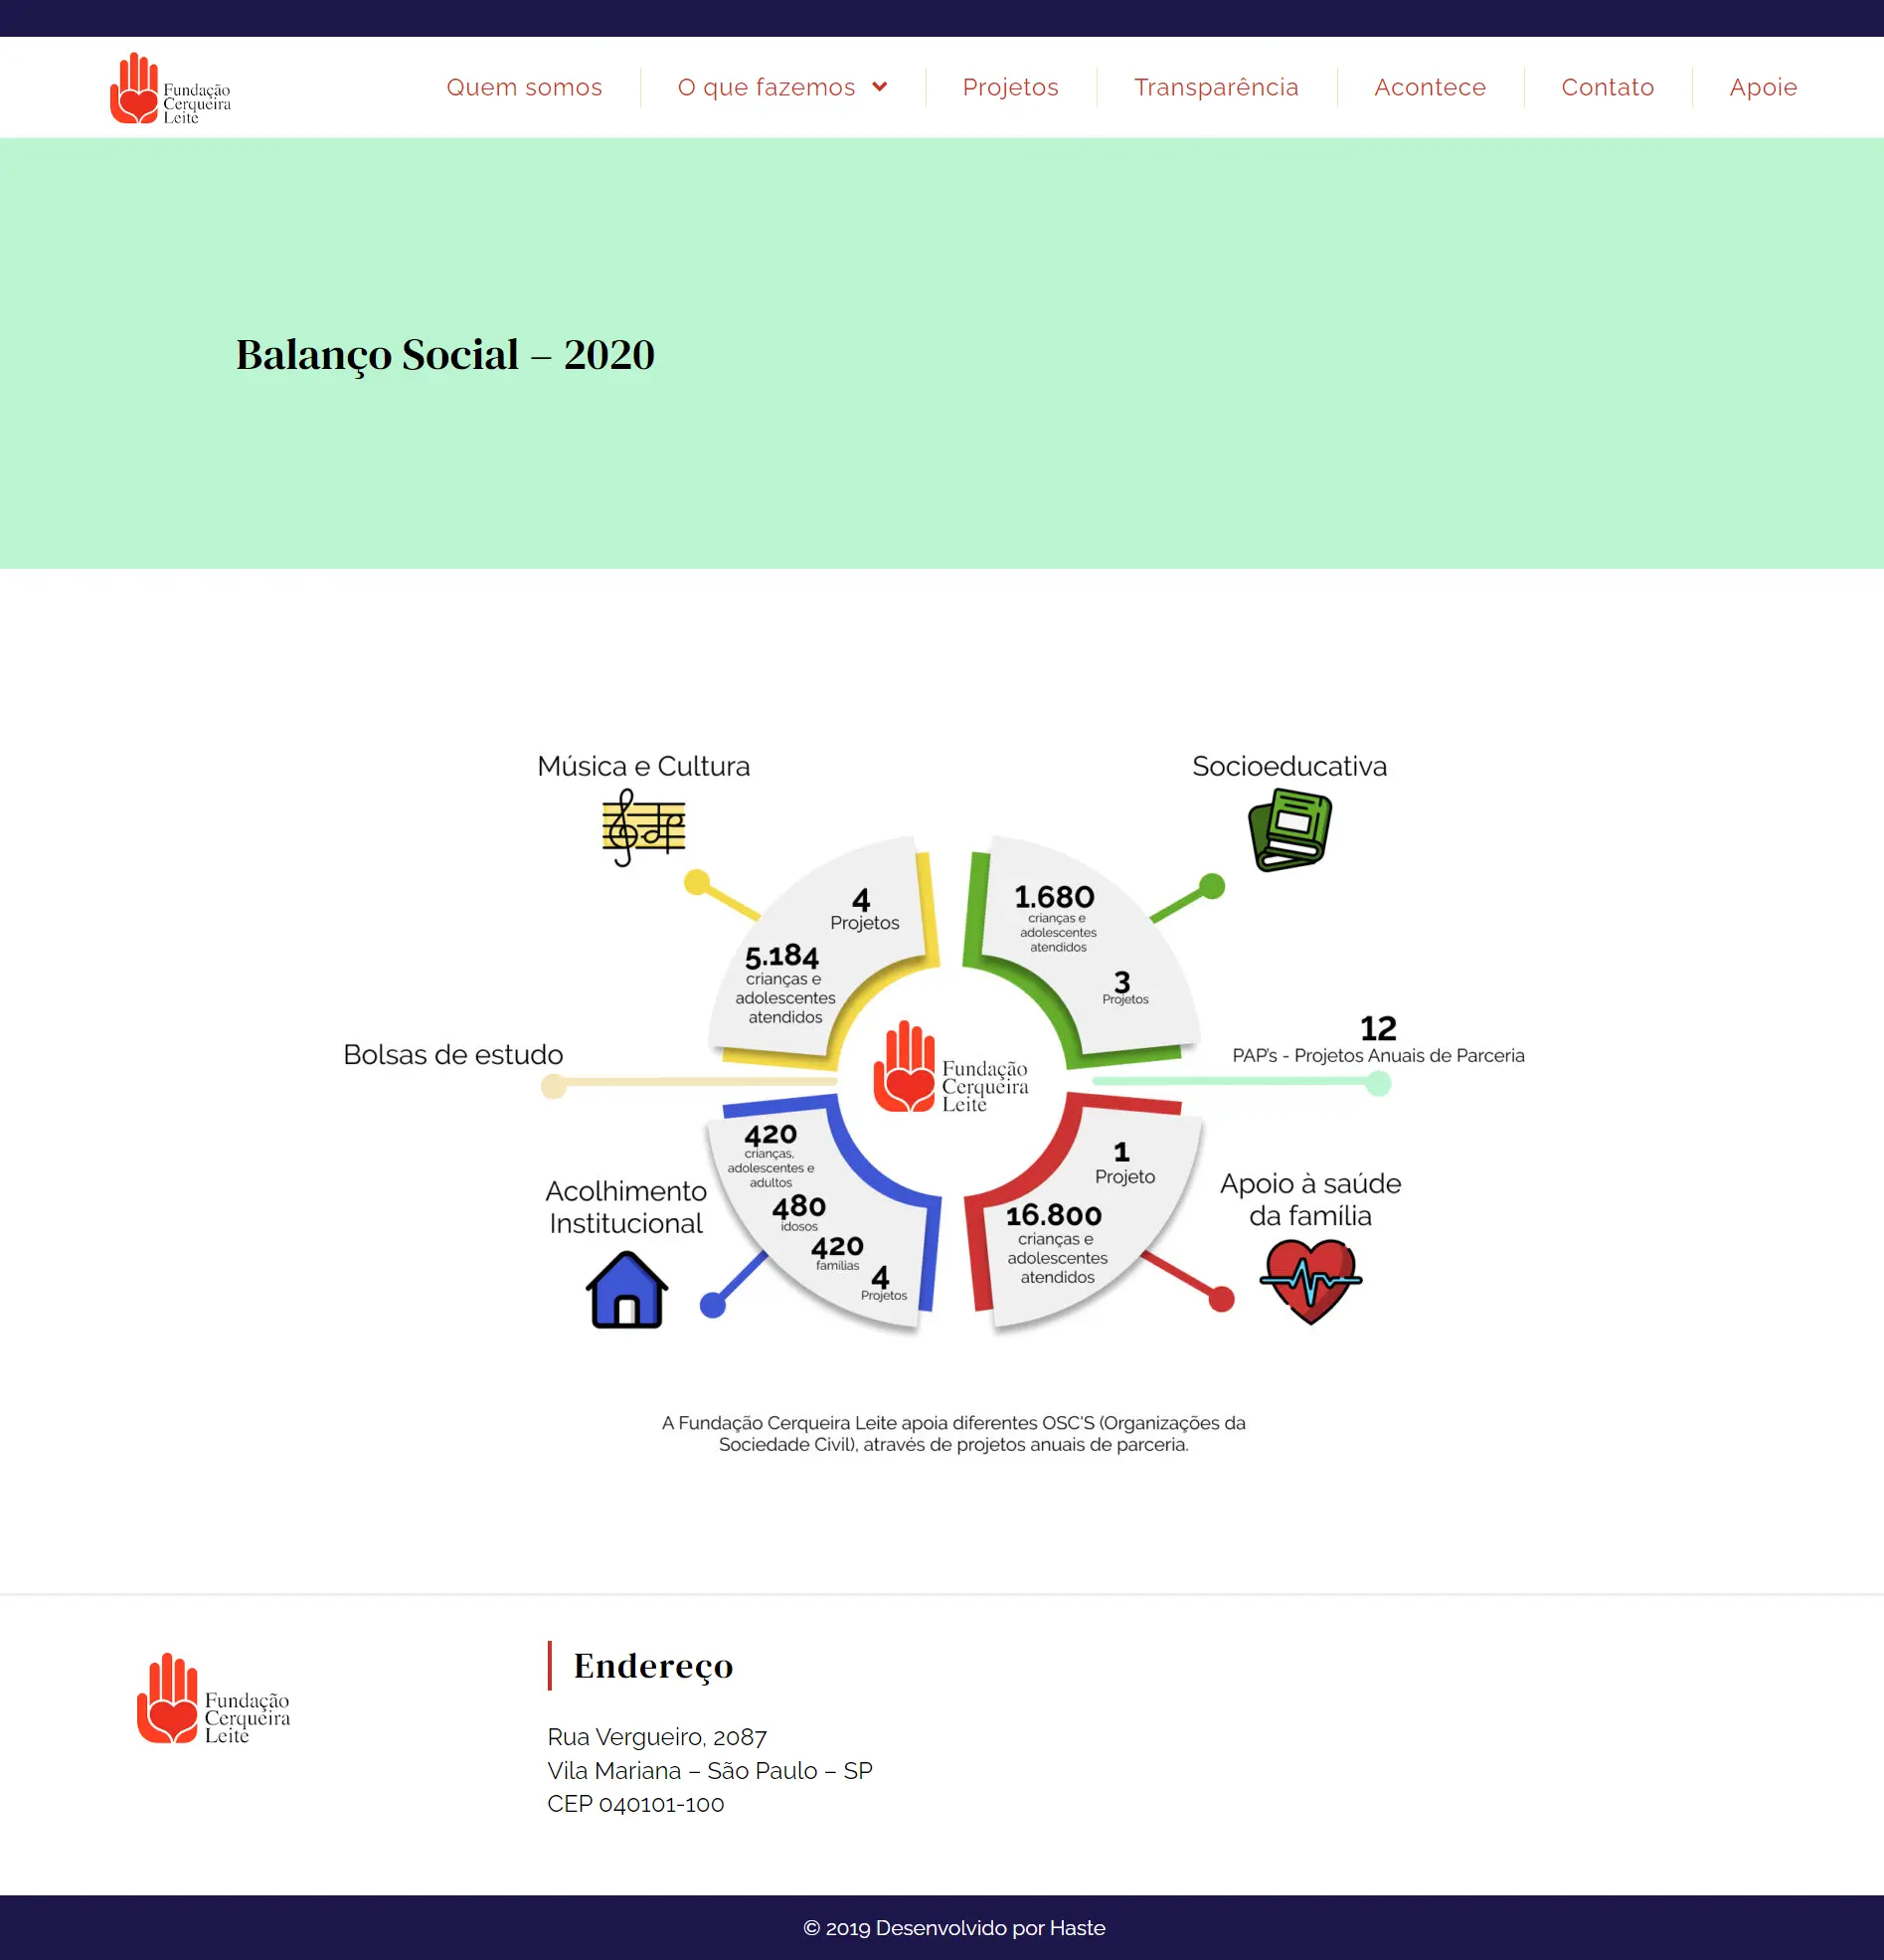 Fundação
Cerqueira
Leite
Quem somos
O que fazemos
Projetos
Transparência
Acontece
Contato
Apoie
Balanço Social – 2020
Música e Cultura
Socioeducativa
4
Projetos
5.184
crianças e
adolescentes
atendidos
1.680
crianças e
adolescentes
atendidos
3
Projetos
Bolsas de estudo
Fundação
Cerqueira
Leite
12
PAP's - Projetos Anuais de Parceria
Acolhimento
Institucional
420
crianças,
adolescentes e
adultos
480
idosos
420
famílias
4
Projetos
1
Projeto
16.800
crianças e
adolescentes
atendidos
Apoio à saúde
da família
A Fundação Cerqueira Leite apoia diferentes OSC'S (Organizações da
Sociedade Civil), através de projetos anuais de parceria.
Fundação
Cerqueira
Leite
Endereço
Rua Vergueiro, 2087
Vila Mariana – São Paulo – SP
CEP 040101-100
© 2019 Desenvolvido por Haste